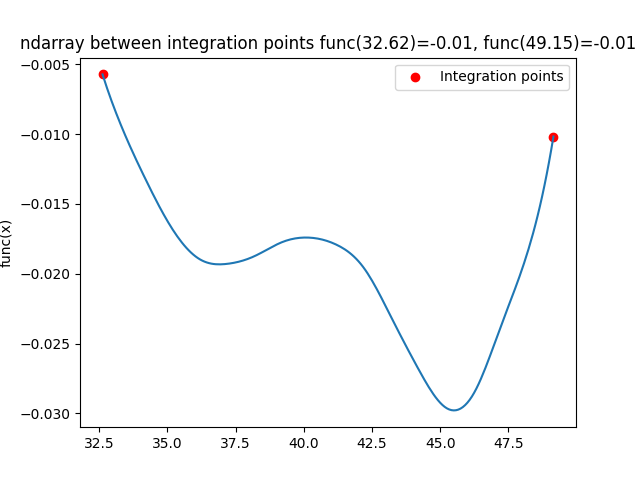 ndarray between integration points func(32.62)=-0.01, func(49.15)=-0.01
Integration points
func(x)
−0.005
−0.010
−0.015
−0.020
−0.025
−0.030
32.5 35.0 37.5 40.0 42.5 45.0 47.5